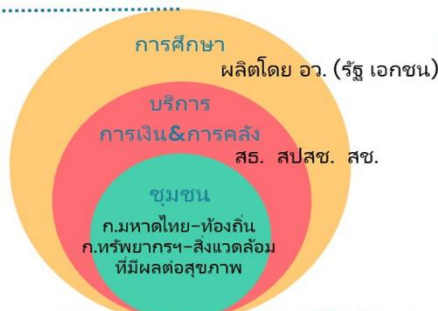 การศึกษา
ผลิตโดย อว. (รัฐ เอกชน)
บริการ
การเงิน&การคลัง
สธ. สปสช. สช.
ชุมชน
ก.มหาดไทย-ท้องถิ่น
ก.ทรัพยากรฯ-สิ่งแวดล้อม
ที่มีผลต่อสุขภาพ